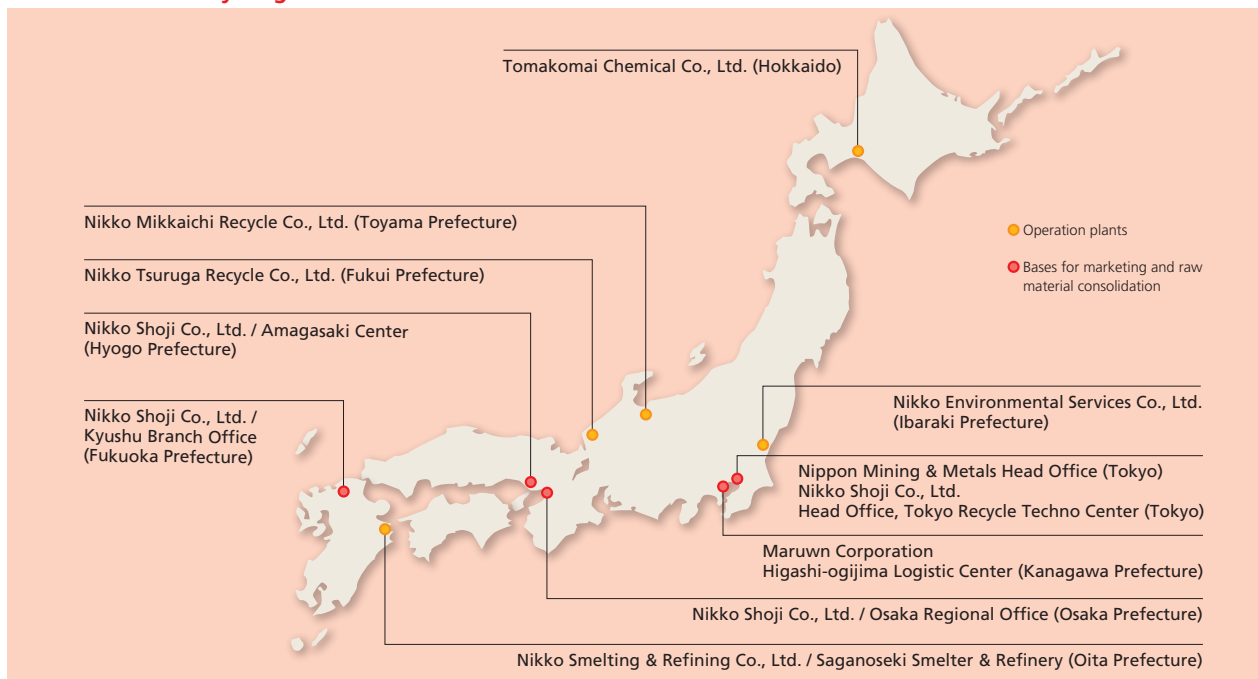 Tomakomai Chemical Co., Ltd. (Hokkaido)
Nikko Mikkaichi Recycle Co., Ltd. (Toyama Prefecture)
Nikko Tsuruga Recycle Co., Ltd. (Fukui Prefecture)
Nikko Shoji Co., Ltd. / Amagasaki Center
(Hyogo Prefecture)
Nikko Shoji Co., Ltd. /
Kyushu Branch Office
(Fukuoka Prefecture)
Operation plants
Bases for marketing and raw
material consolidation
Nikko Environmental Services Co., Ltd.
(Ibaraki Prefecture)
Nippon Mining & Metals Head Office (Tokyo)
Nikko Shoji Co., Ltd.
Head Office, Tokyo Recycle Techno Center (Tokyo)
Maruwn Corporation
Higashi-ogijima Logistic Center (Kanagawa Prefecture)
Nikko Shoji Co., Ltd. / Osaka Regional Office (Osaka Prefecture)
Nikko Smelting & Refining Co., Ltd. / Saganoseki Smelter & Refinery (Oita Prefecture)